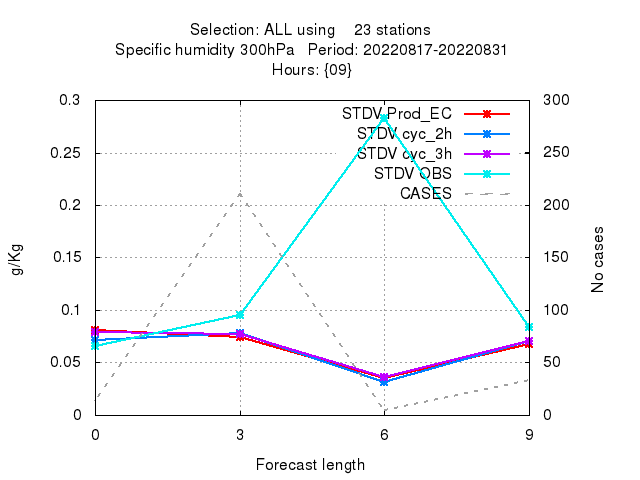 Selection: ALL using    23 stations
Specific humidity 300hPa   Period: 20220817-20220831
Hours: {09}
0.3
0.25
0.2
0.15
0.1
0.05
0
300
250
200
150
100
50
0
STDV Prod_EC
STDV cyc_2h
STDV cyc_3h
STDV OBS
CASES
g/Kg
No cases
0 3 6 9
Forecast length